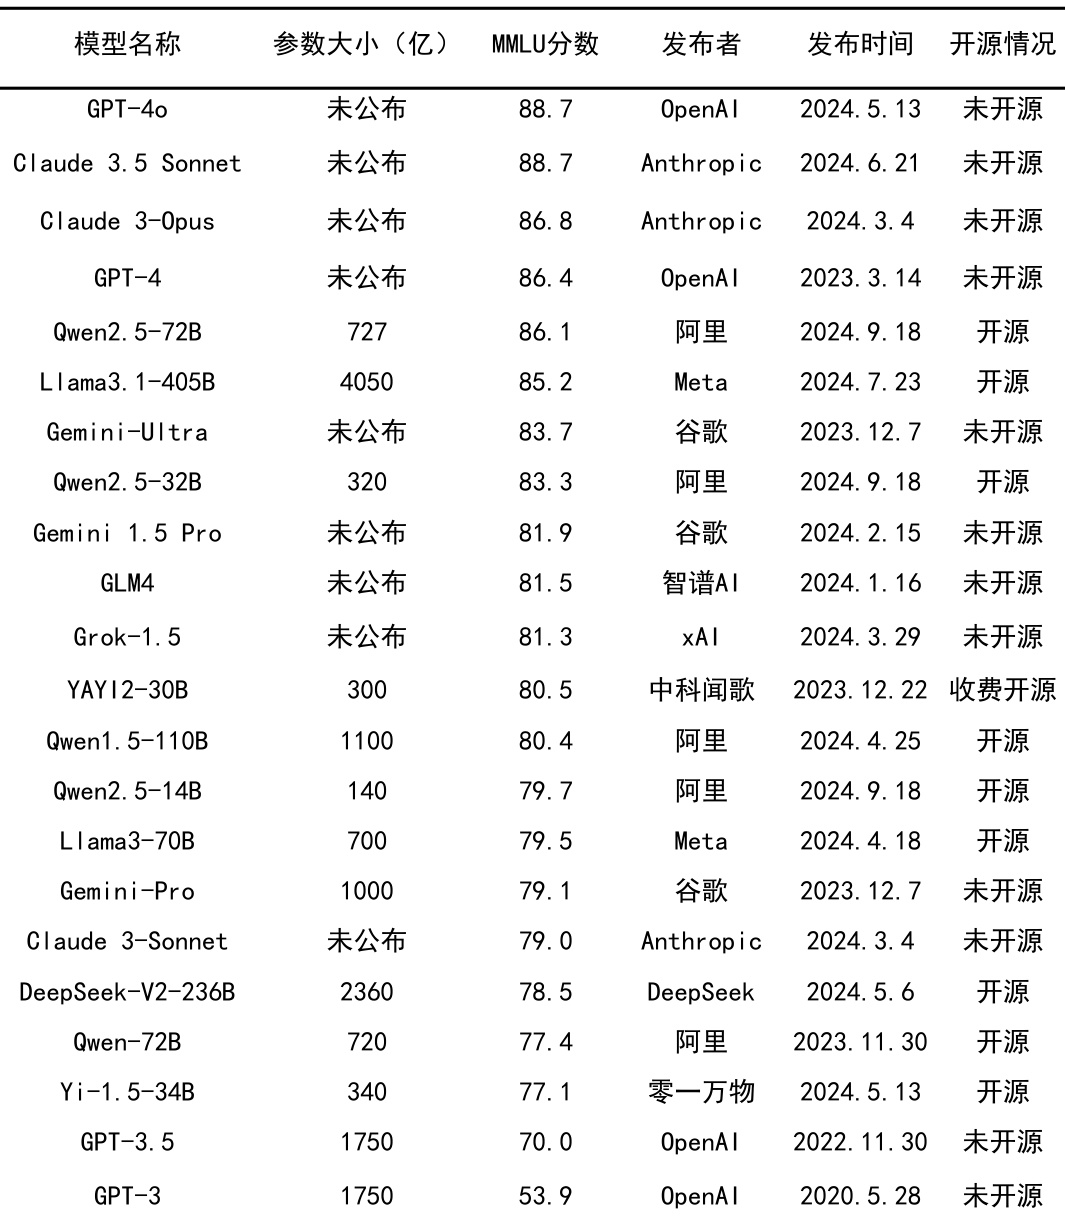 模型名称 参数大小（亿） MMLU分数 发布者 发布时间 开源情况
GPT-4o 未公布 88.7 OpenAI 2024.5.13 未开源
Claude 3.5 Sonnet 未公布 88.7 Anthropic 2024.6.21 未开源
Claude 3-Opus 未公布 86.8 Anthropic 2024.3.4 未开源
GPT-4 未公布 86.4 OpenAI 2023.3.14 未开源
Qwen2.5-72B 727 86.1 阿里 2024.9.18 开源
Llama3.1-405B 4050 85.2 Meta 2024.7.23 开源
Gemini-Ultra 未公布 83.7 谷歌 2023.12.7 未开源
Qwen2.5-32B 320 83.3 阿里 2024.9.18 开源
Gemini 1.5 Pro 未公布 81.9 谷歌 2024.2.15 未开源
GLM4 未公布 81.5 智谱AI 2024.1.16 未开源
Grok-1.5 未公布 81.3 xAI 2024.3.29 未开源
YAYI2-30B 300 80.5 中科闻歌 2023.12.22 收费开源
Qwen1.5-110B 1100 80.4 阿里 2024.4.25 开源
Qwen2.5-14B 140 79.7 阿里 2024.9.18 开源
Llama3-70B 700 79.5 Meta 2024.4.18 开源
Gemini-Pro 1000 79.1 谷歌 2023.12.7 未开源
Claude 3-Sonnet 未公布 79.0 Anthropic 2024.3.4 未开源
DeepSeek-V2-236B 2360 78.5 DeepSeek 2024.5.6 开源
Qwen-72B 720 77.4 阿里 2023.11.30 开源
Yi-1.5-34B 340 77.1 零一万物 2024.5.13 开源
GPT-3.5 1750 70.0 OpenAI 2022.11.30 未开源
GPT-3 1750 53.9 OpenAI 2020.5.28 未开源